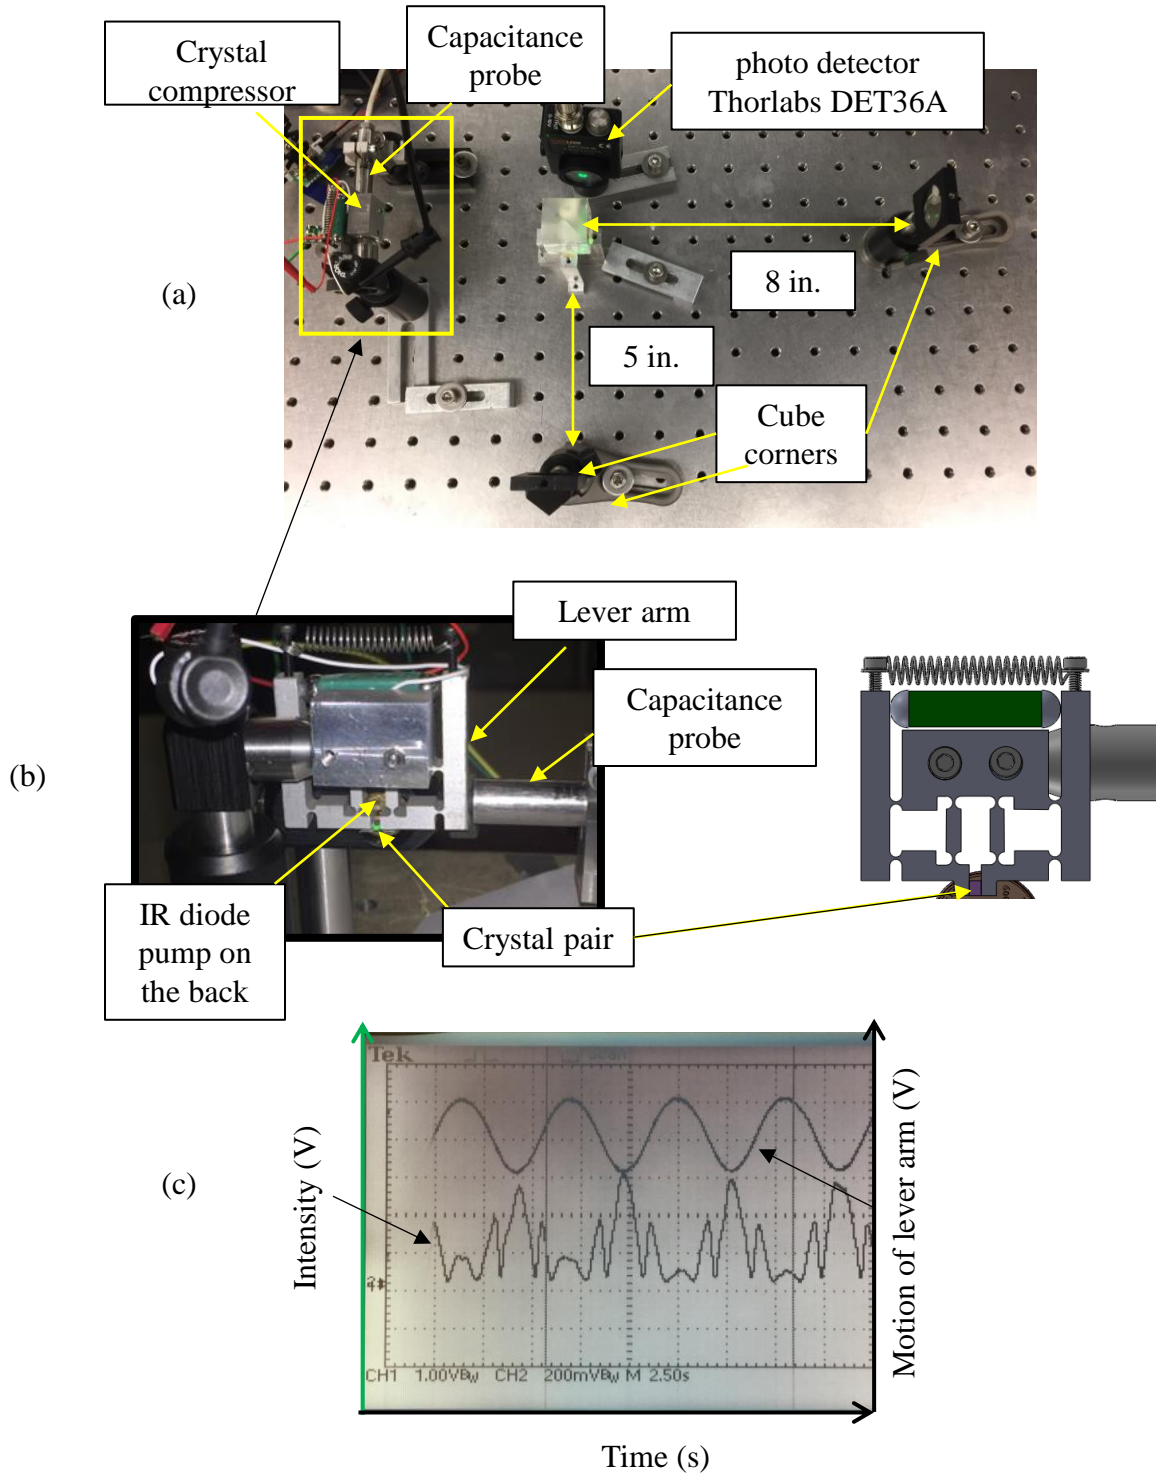 Crystal
compressor
Capacitance
probe
photo detector
Thorlabs DET36A
(a)
8 in.
5 in.
Cube
corners
Lever arm
Capacitance
probe
(b)
IR diode
pump on
the back
Crystal pair
(c)
Intensity (V)
Motion of lever arm (V)
Tek
CH1 1.00VBw CH2 200mVBw M 2.50s
Time (s)